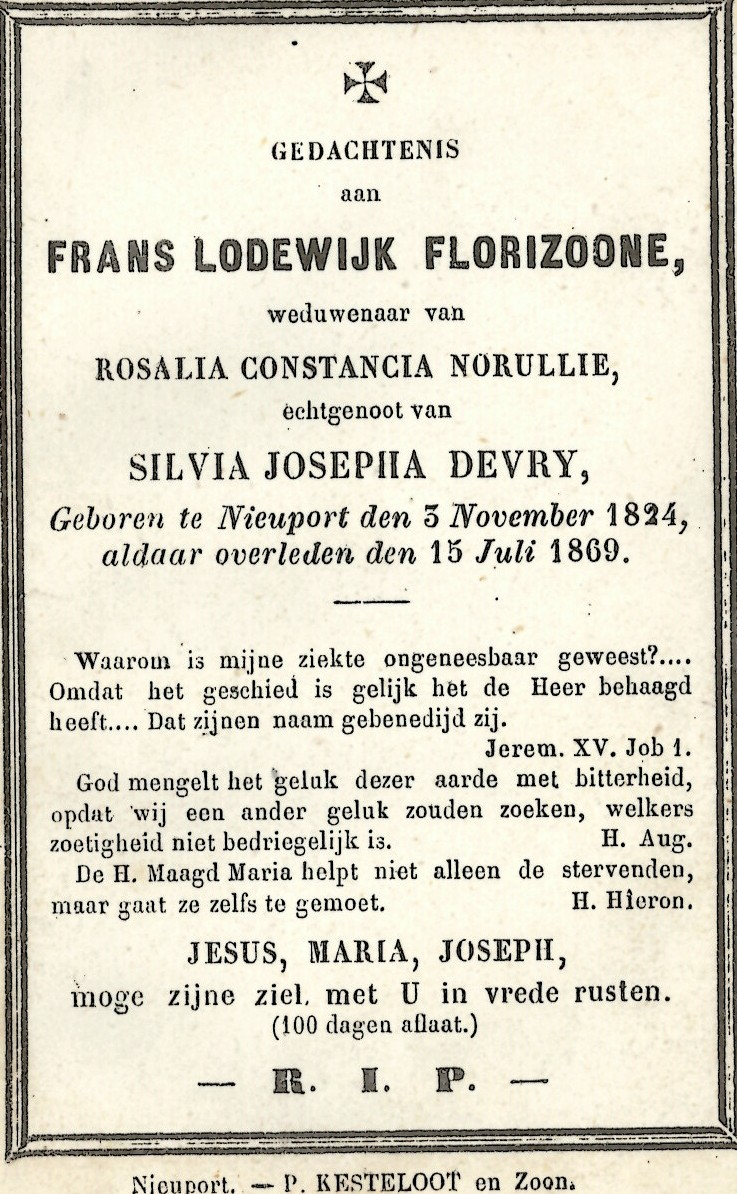 GEDACHTENIS
aan
FRANS LODEWIJK FLORIZOONE,
weduwenaar van
ROSALIA CONSTANCIA NORULLIE,
echtgenoot van
SILVIA JOSEPHA DEVRY,
Geboren te Nieuport den 3 November 1824,
aldaar overleden den 15 Juli 1869.
Waarom is mijne ziekte ongeneesbaar geweest?....
Omdat het geschied is gelijk het de Heer behaagd
heeft.... Dat zijnen naam gebenedijd zij.
Jerem. XV. Job 1.
God mengelt het geluk dezer aarde met bitterheid,
opdat wij een ander geluk zouden zoeken, welkers
zoetigheid niet bedriegelijk is. H. Aug.
De H. Maagd Maria helpt niet alleen de stervenden,
maar gaat ze zelfs te gemoet. H. Hieron.
JESUS, MARIA, JOSEPH,
moge zijne ziel met U in vrede rusten.
(100 dagen aflaat.)
— R. I. P. —
Nieuport. — P. KESTELOOT en Zoon.